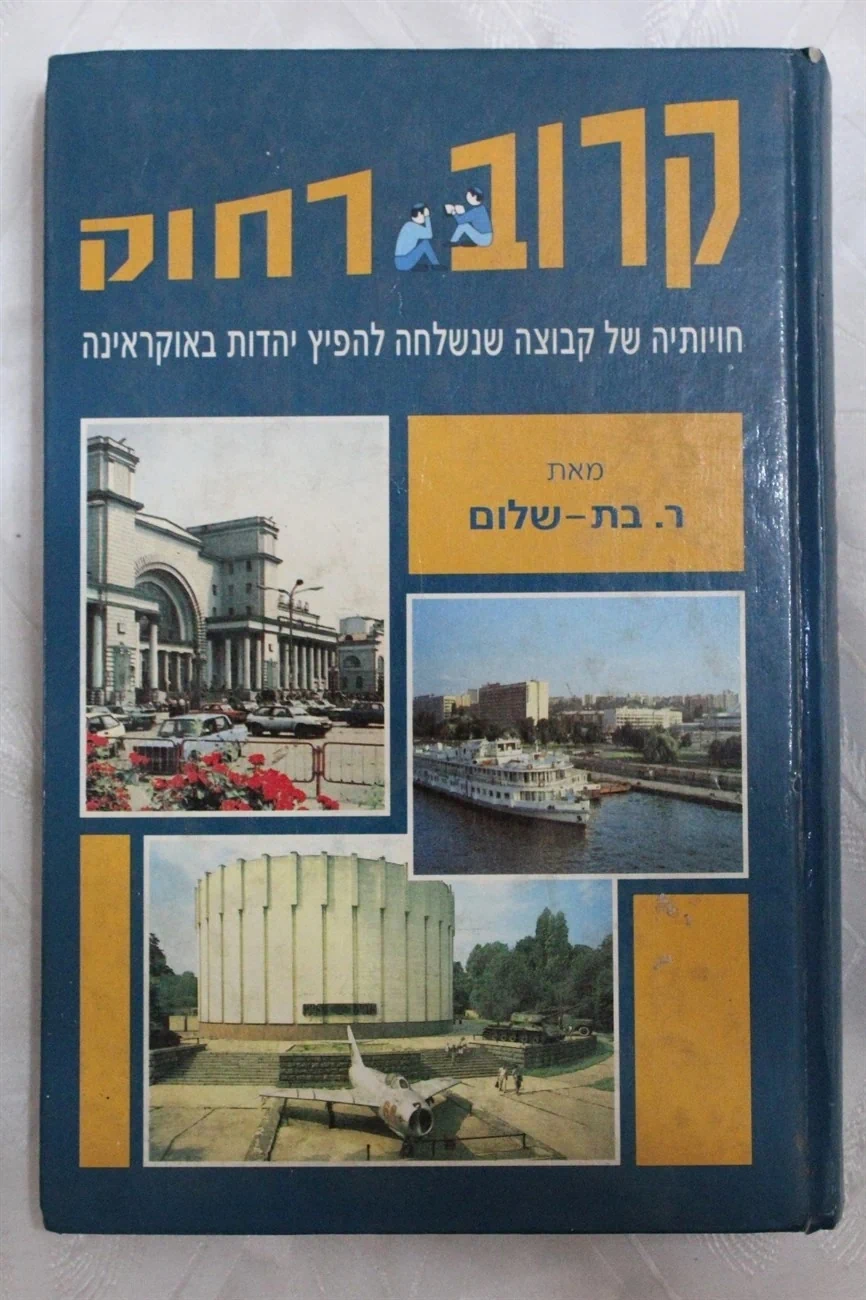 קרוב רחוק
חויותיה של קבוצה שנשלחה להפיץ יהדות באוקראינה
מאת
ר. בת-שלום